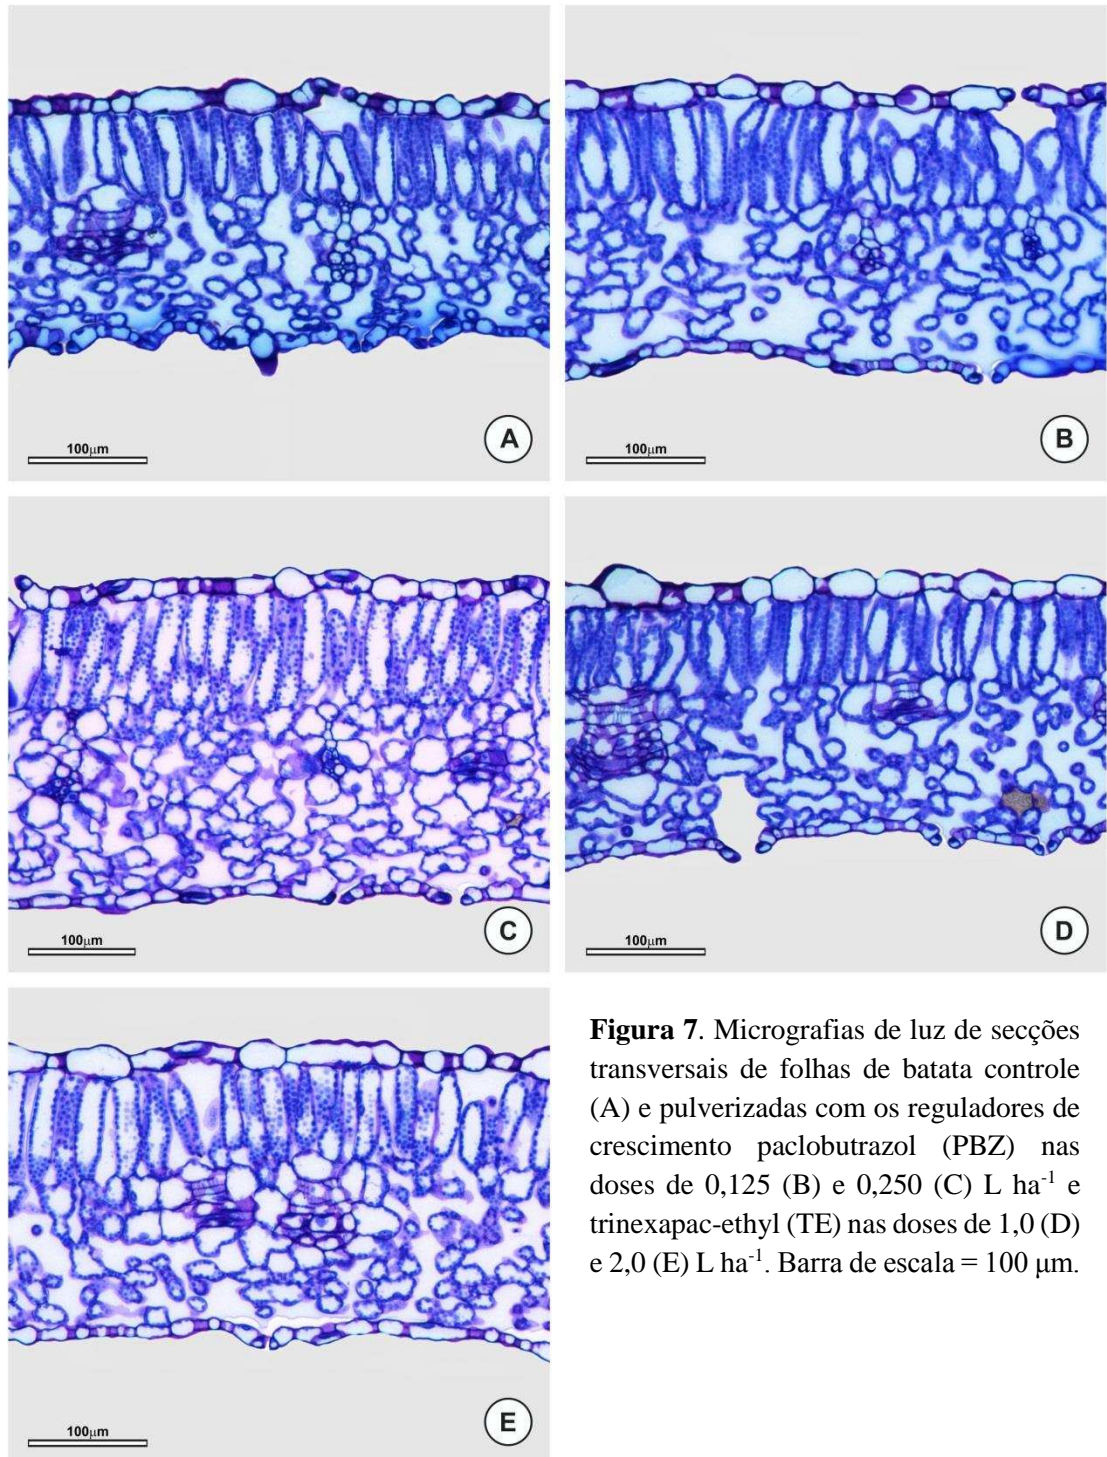 100µm
A
100µm
B
100µm
C
100µm
D
100µm
E
Figura 7. Micrografias de luz de secções
transversais de folhas de batata controle
(A) e pulverizadas com os reguladores de
crescimento paclobutrazol (PBZ) nas
doses de 0,125 (B) e 0,250 (C) L ha⁻¹ e
trinexapac-ethyl (TE) nas doses de 1,0 (D)
e 2,0 (E) L ha⁻¹. Barra de escala = 100 µm.